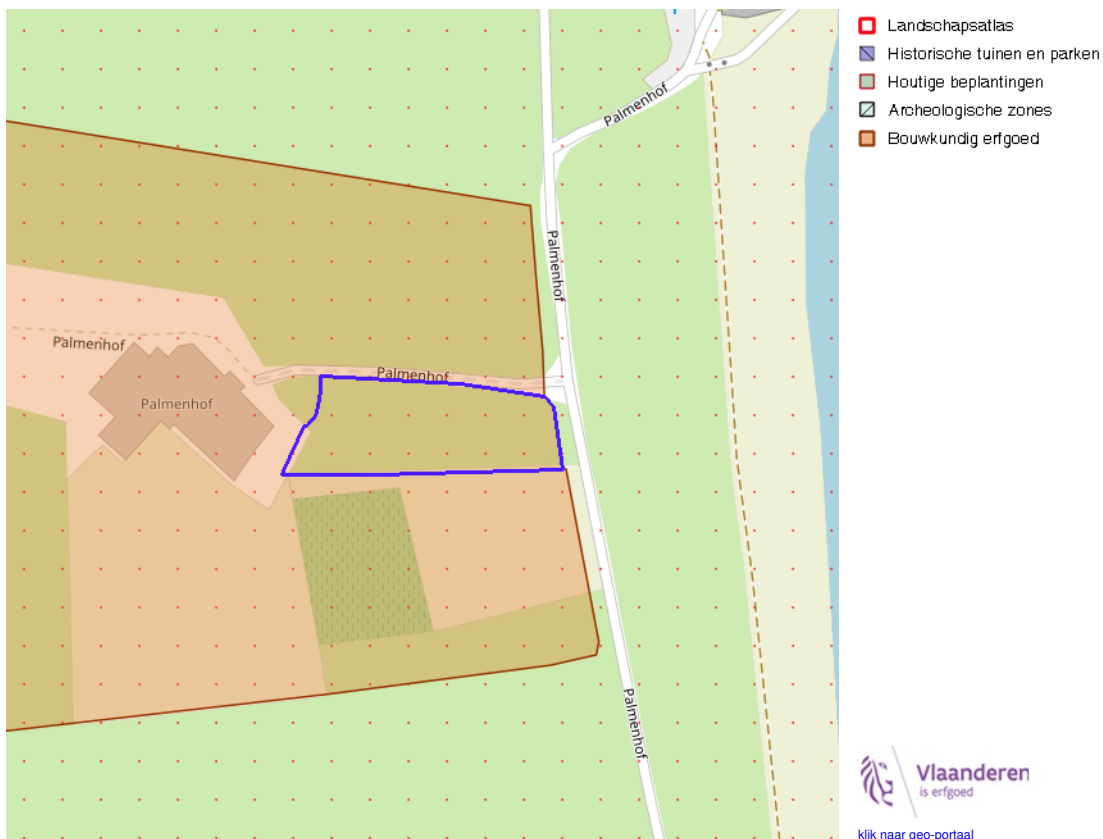 Landschapsatlas
Historische tuinen en parken
Houtige beplantingen
Archeologische zones
Bouwkundig erfgoed
Palmenhof
Palmenhof
Palmenhof
Palmenhof
Palmenhof
Palmenhof
Vlaanderen
is erfgoed
klik naar geo-portaal